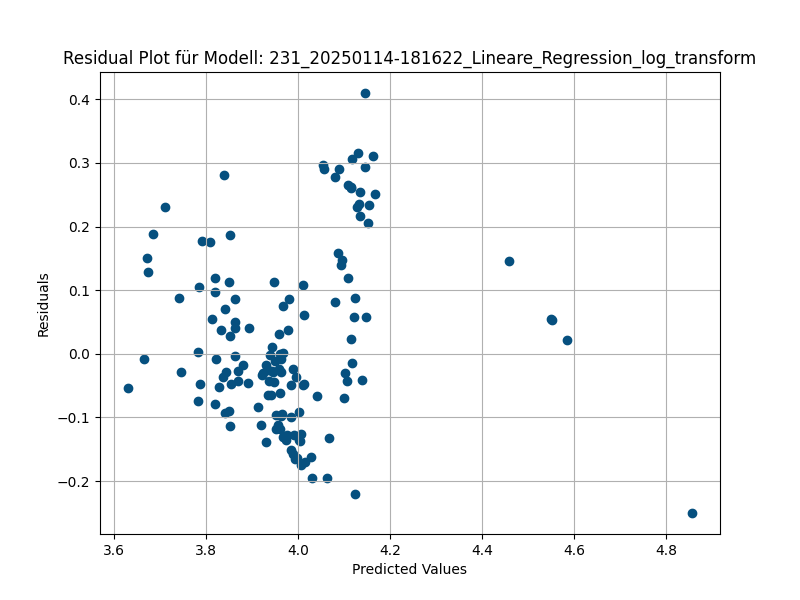 Residual Plot für Modell: 231_20250114-181622_Lineare_Regression_log_transform
0.4
0.3
0.2
0.1
0.0
−0.1
−0.2
Residuals
3.6 3.8 4.0 4.2 4.4 4.6 4.8
Predicted Values